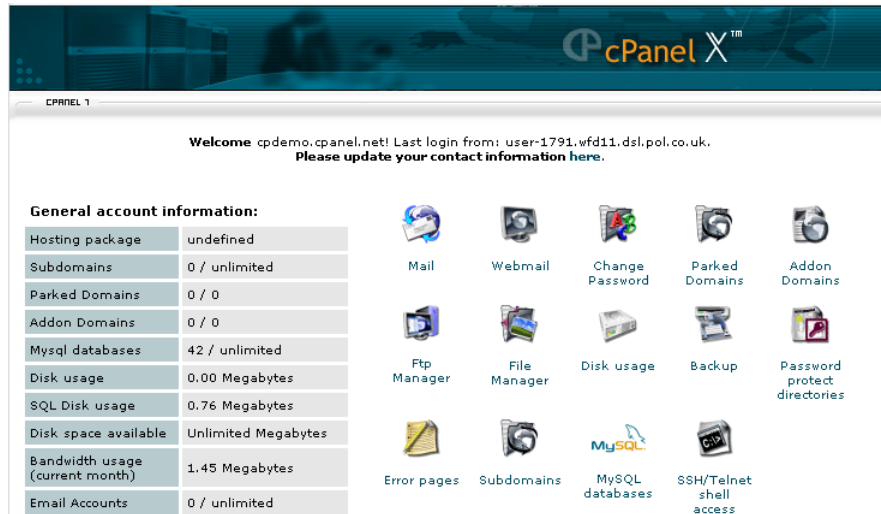 cPanel X™
CPANEL 7
Welcome cpdemo.cpanel.net! Last login from: user-1791.wfd11.dsl.pol.co.uk.
Please update your contact information here.
General account information:
Hosting package undefined
Subdomains 0 / unlimited
Parked Domains 0 / 0
Addon Domains 0 / 0
Mysql databases 42 / unlimited
Disk usage 0.00 Megabytes
SQL Disk usage 0.76 Megabytes
Disk space available Unlimited Megabytes
Bandwidth usage
(current month) 1.45 Megabytes
Email Accounts 0 / unlimited
Mail
Webmail
Change
Password
Parked
Domains
Addon
Domains
Ftp
Manager
File
Manager
Disk usage
Backup
Password
protect
directories
Error pages
Subdomains
MySQL
MySQL
databases
C:\>
SSH/Telnet
shell
access